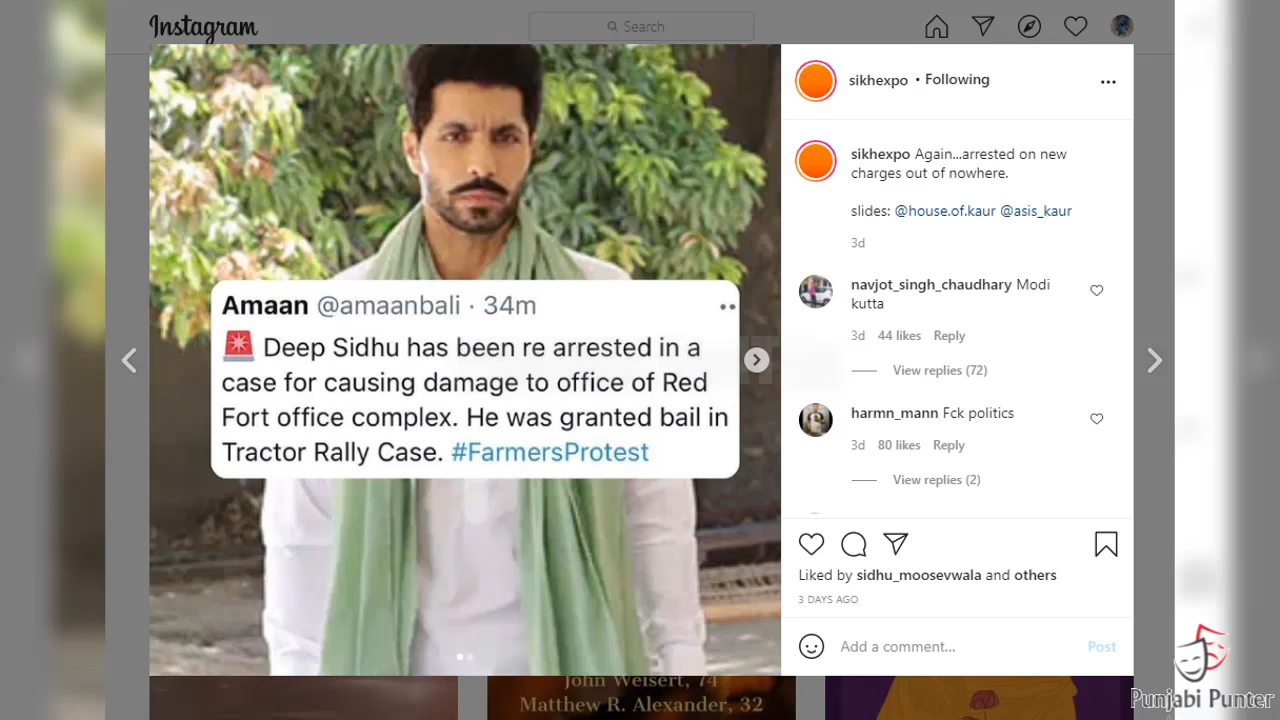 Instagram
Search
sikhexpo • Following
sikhexpo Again...arrested on new
charges out of nowhere.
slides: @house.of.kaur @asis_kaur
3d
Amaan @amaanbali · 34m
🚨 Deep Sidhu has been re arrested in a
case for causing damage to office of Red
Fort office complex. He was granted bail in
Tractor Rally Case. #FarmersProtest
navjot_singh_chaudhary Modi
kutta
3d 44 likes Reply
View replies (72)
harmn_mann Fck politics
3d 80 likes Reply
View replies (2)
Liked by sidhu_moosevwala and others
3 DAYS AGO
Add a comment... Post
John Weisert, 74
Matthew R. Alexander, 32
Punjabi Punter